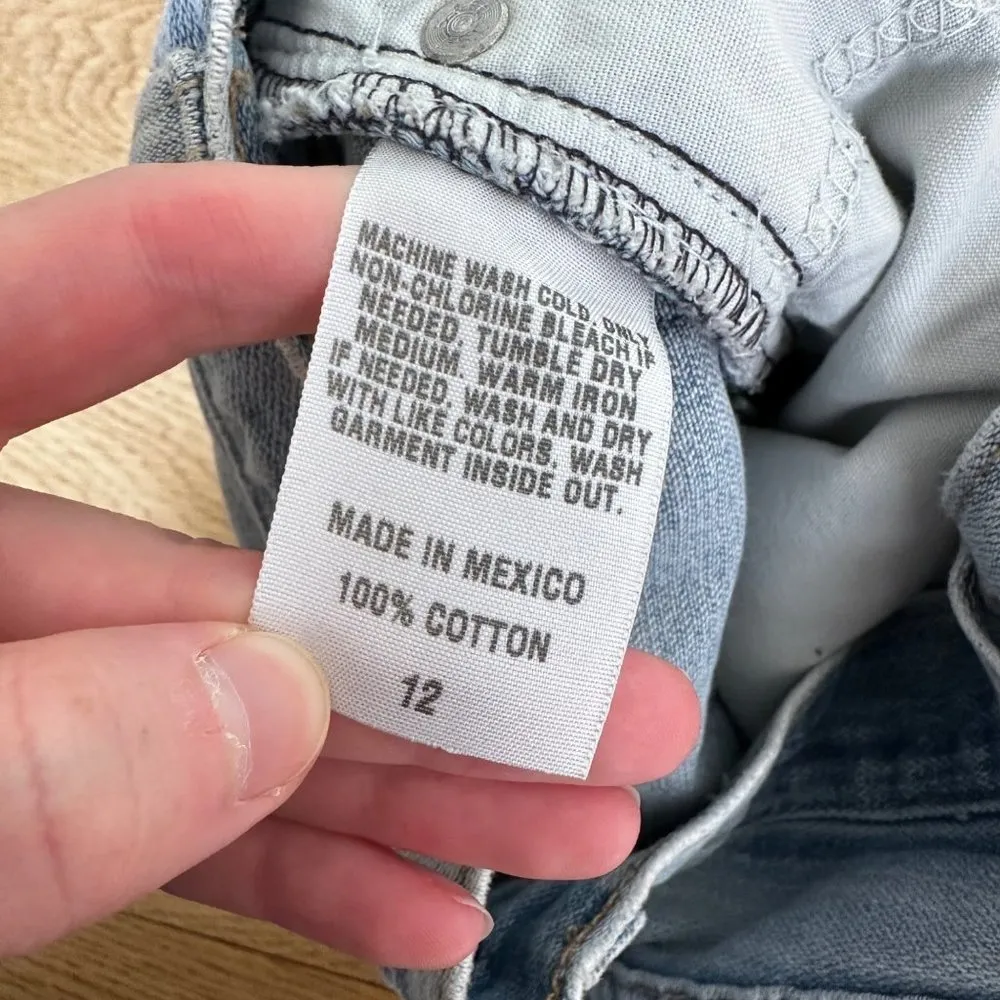 MACHINE WASH COLD, ONLY
NON-CHLORINE BLEACH IF
NEEDED. TUMBLE DRY
MEDIUM. WARM IRON
IF NEEDED. WASH AND DRY
WITH LIKE COLORS. WASH
GARMENT INSIDE OUT.
MADE IN MEXICO
100% COTTON
12